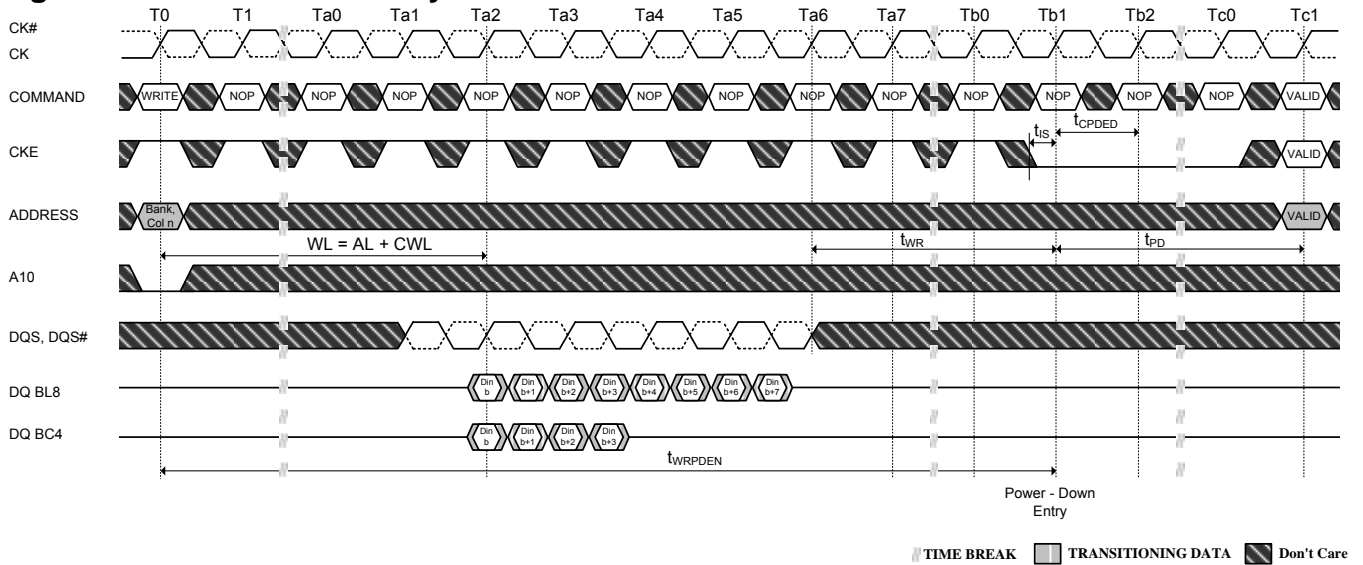 T0 T1 Ta0 Ta1 Ta2 Ta3 Ta4 Ta5 Ta6 Ta7 Tb0 Tb1 Tb2 Tc0 Tc1
CK#
CK
COMMAND WRITE NOP NOP NOP NOP NOP NOP NOP NOP NOP NOP NOP NOP NOP VALID
tIS tCPDED
CKE VALID
ADDRESS Bank, Col n VALID
WL = AL + CWL tWR tPD
A10
DQS, DQS#
DQ BL8 Din b Din b+1 Din b+2 Din b+3 Din b+4 Din b+5 Din b+6 Din b+7
DQ BC4 Din b Din b+1 Din b+2 Din b+3
tWRPDEN
Power - Down
Entry
TIME BREAK TRANSITIONING DATA Don't Care